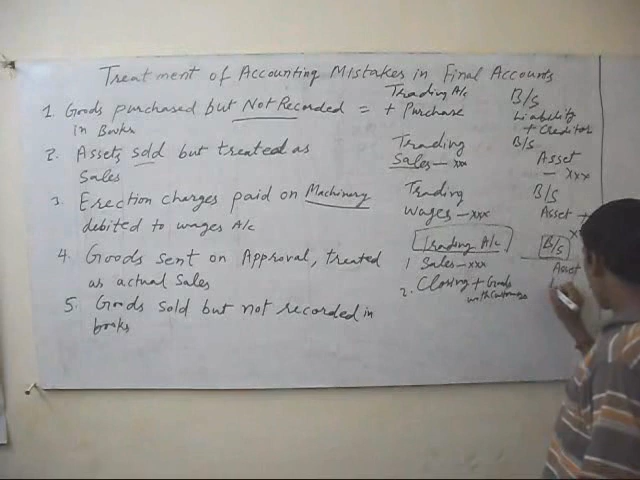 Treatment of Accounting Mistakes in Final Accounts
1. Goods purchased but Not Recorded = Trading A/c B/s
in Books + Purchase Liability
+ Creditor
2. Assets sold but treated as Trading B/s
Sales Sales – xxx Asset
– xxx
3 Erection charges paid on Machinery Trading B/s
debited to wages A/c wages – xxx Asset +
4. Goods sent on Approval, treated Trading A/c B/s
as actual Sales 1 Sales – xxx Asset
2. Closing + Goods
with Customers
5. Goods sold but not recorded in
books